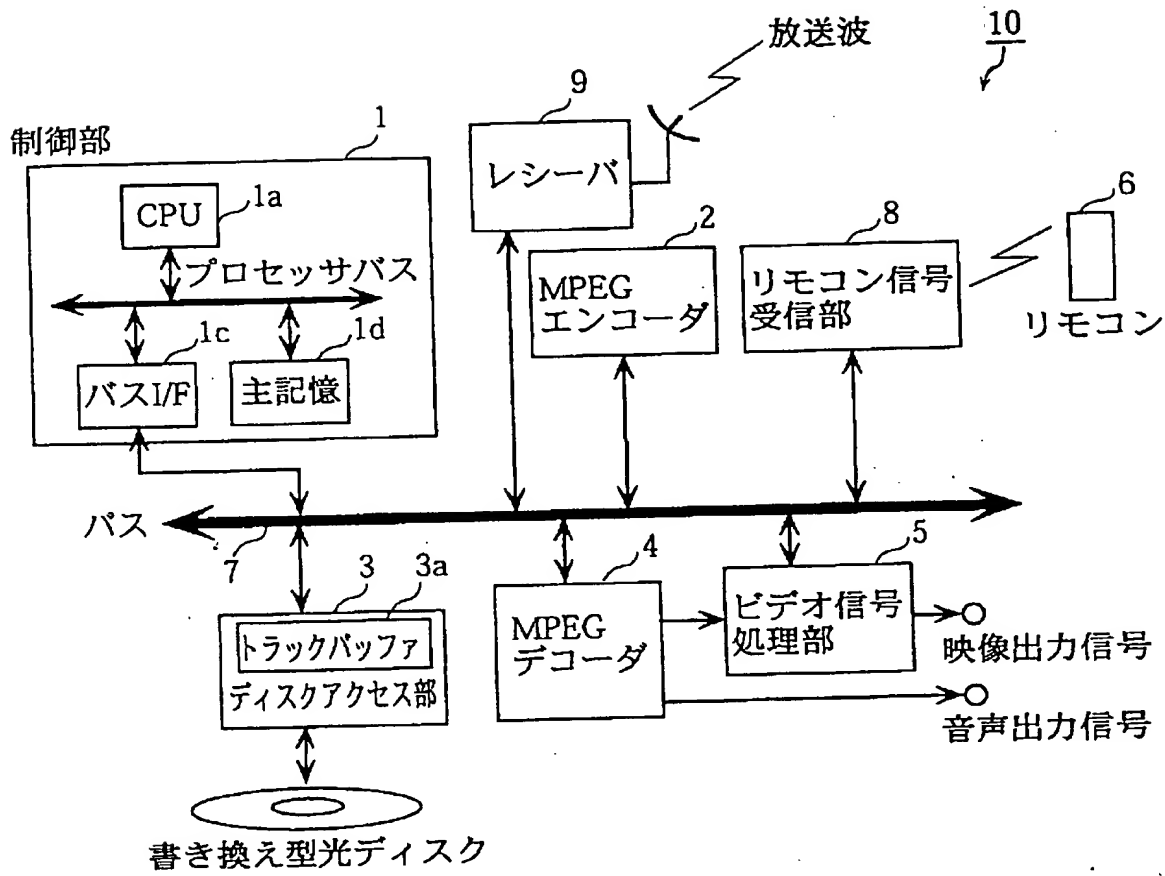 放送波
10
9
レシーバ
制御部
1
CPU
1a
プロセッサバス
1c
1d
バスI/F
主記憶
2
MPEG
エンコーダ
8
リモコン信号
受信部
6
リモコン
バス
7
3
3a
トラックバッファ
ディスクアクセス部
4
MPEG
デコーダ
5
ビデオ信号
処理部
映像出力信号
音声出力信号
書き換え型光ディスク